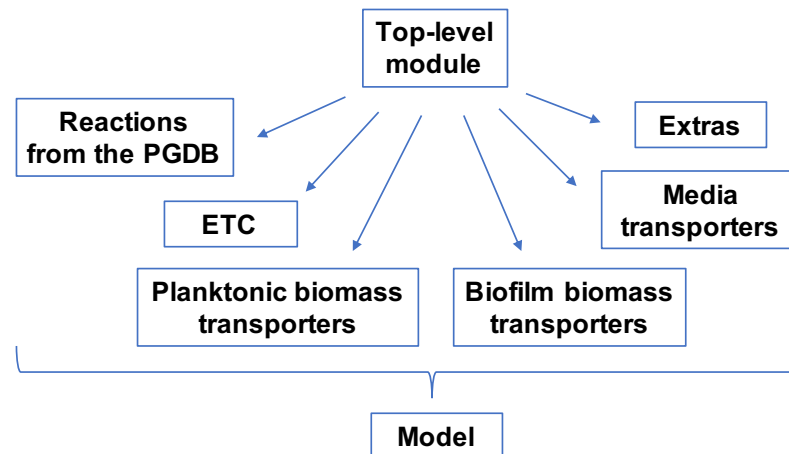 Top-level
module
Reactions
from the PGDB
Extras
ETC
Media
transporters
Planktonic biomass
transporters
Biofilm biomass
transporters
Model